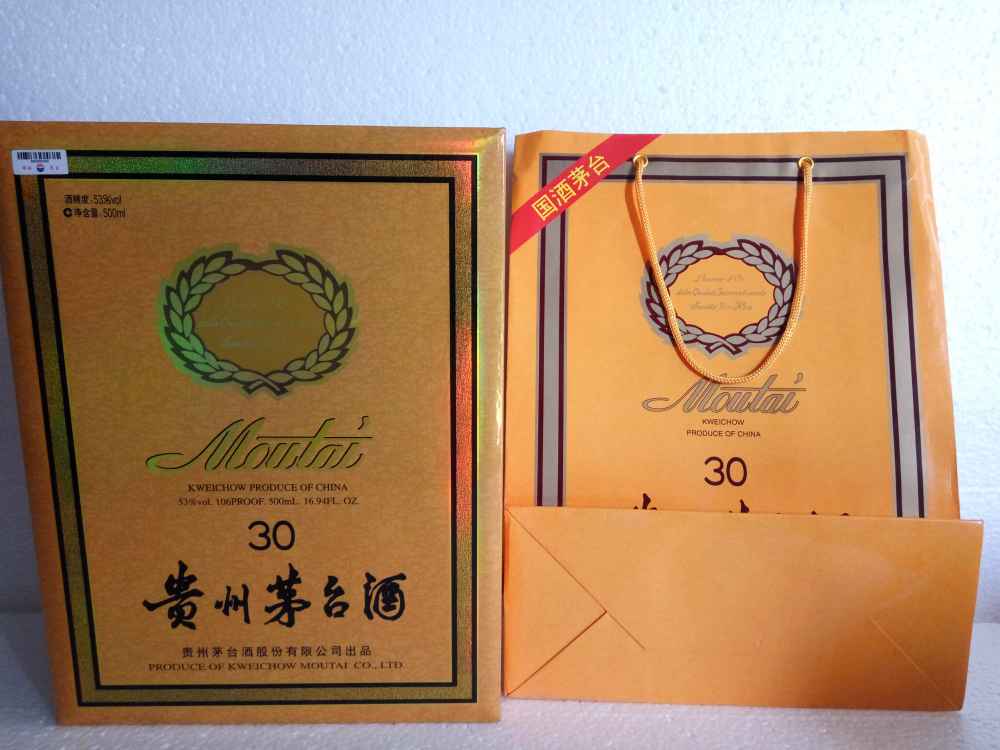 酒精度:53%vol
净含量:500ml
Moutai
KWEICHOW PRODUCE OF CHINA
53%vol. 106PROOF. 500mL. 16.94FL. OZ.
30
贵州茅台酒
贵州茅台酒股份有限公司出品
PRODUCE OF KWEICHOW MOUTAI CO., LTD.
国酒茅台
Moutai
KWEICHOW
PRODUCE OF CHINA
30